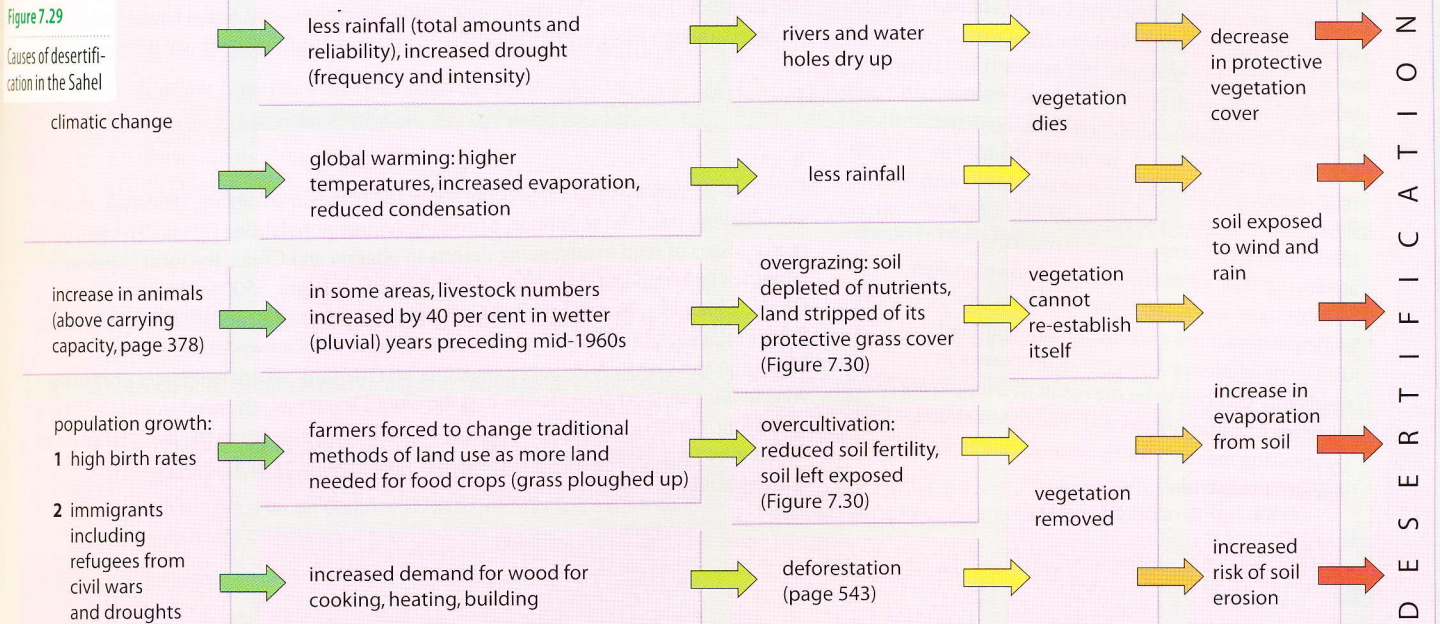 Figure 7.29
Causes of desertifi-
cation in the Sahel
climatic change
less rainfall (total amounts and
reliability), increased drought
(frequency and intensity)
rivers and water
holes dry up
global warming: higher
temperatures, increased evaporation,
reduced condensation
less rainfall
vegetation
dies
increase in animals
(above carrying
capacity, page 378)
in some areas, livestock numbers
increased by 40 per cent in wetter
(pluvial) years preceding mid-1960s
overgrazing: soil
depleted of nutrients,
land stripped of its
protective grass cover
(Figure 7.30)
vegetation
cannot
re-establish
itself
population growth:
1 high birth rates
2 immigrants
including
refugees from
civil wars
and droughts
farmers forced to change traditional
methods of land use as more land
needed for food crops (grass ploughed up)
overcultivation:
reduced soil fertility,
soil left exposed
(Figure 7.30)
increased demand for wood for
cooking, heating, building
deforestation
(page 543)
vegetation
removed
decrease
in protective
vegetation
cover
soil exposed
to wind and
rain
increase in
evaporation
from soil
increased
risk of soil
erosion
DESERTIFICATION